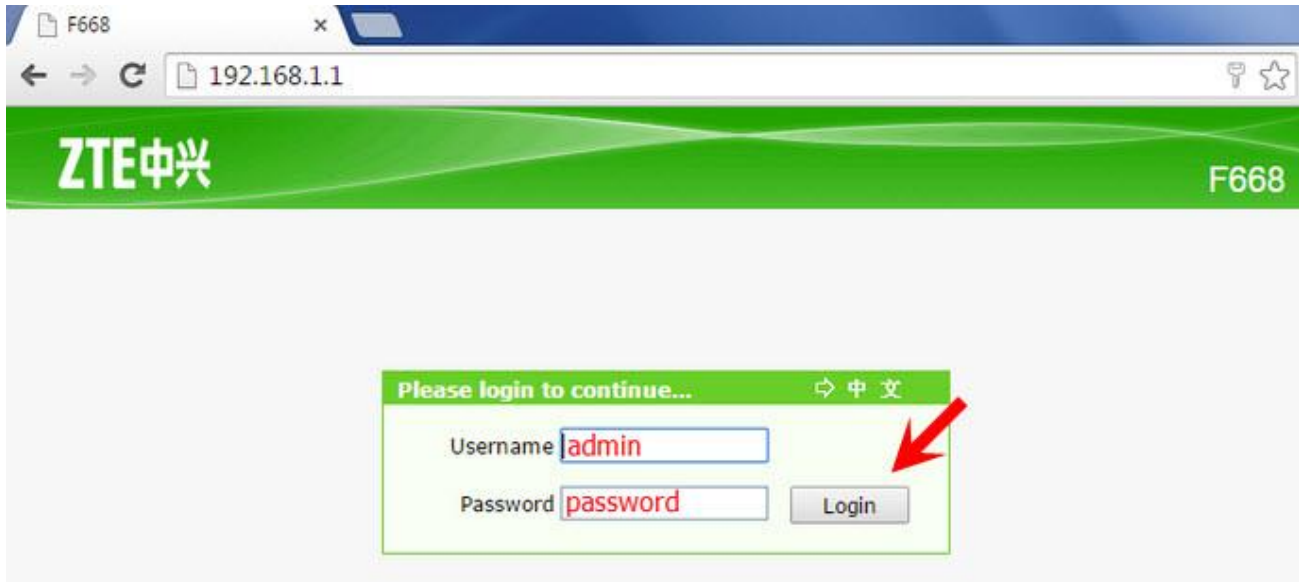 F668
192.168.1.1
ZTE中兴
F668
Please login to continue... 中 文
Username admin
Password password Login